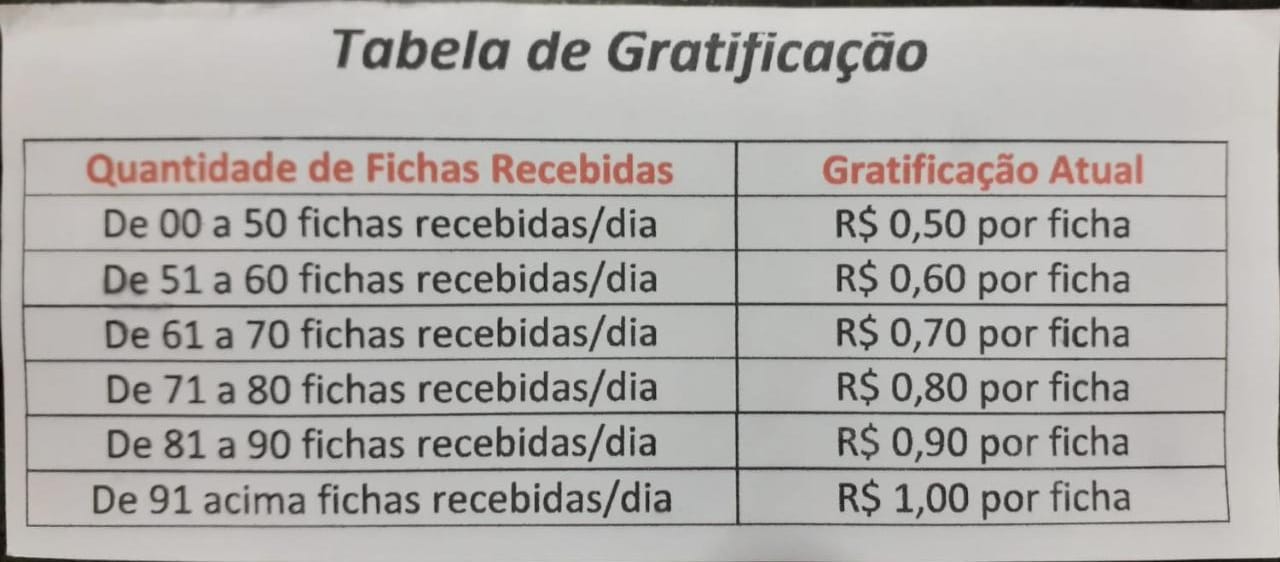 Tabela de Gratificação
Quantidade de Fichas Recebidas Gratificação Atual
De 00 a 50 fichas recebidas/dia R$ 0,50 por ficha
De 51 a 60 fichas recebidas/dia R$ 0,60 por ficha
De 61 a 70 fichas recebidas/dia R$ 0,70 por ficha
De 71 a 80 fichas recebidas/dia R$ 0,80 por ficha
De 81 a 90 fichas recebidas/dia R$ 0,90 por ficha
De 91 acima fichas recebidas/dia R$ 1,00 por ficha